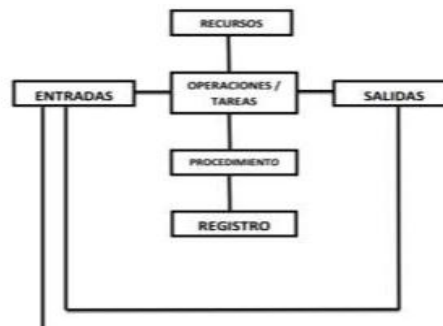 RECURSOS
ENTRADAS
OPERACIONES /
TAREAS
SALIDAS
PROCEDIMIENTO
REGISTRO